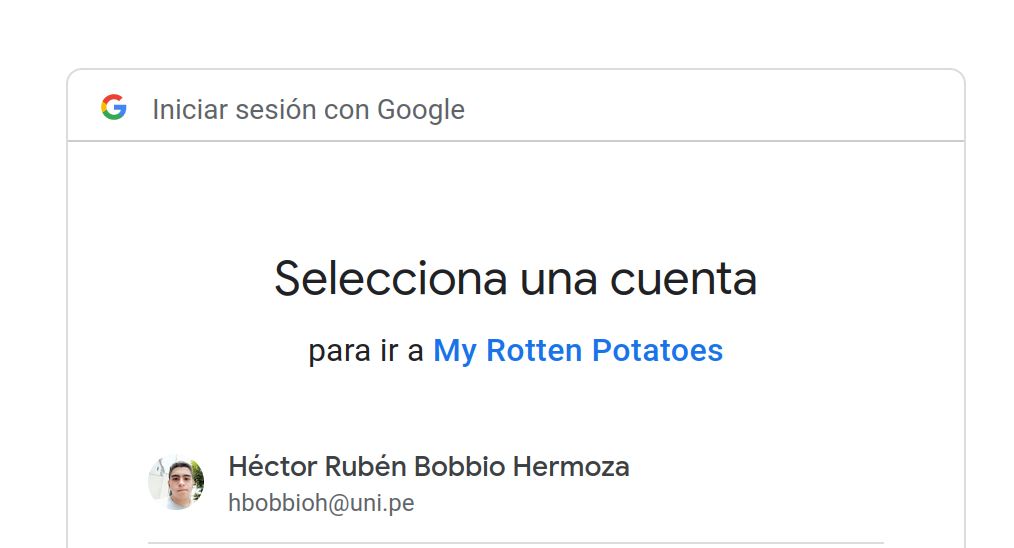 Iniciar sesión con Google
Selecciona una cuenta
para ir a My Rotten Potatoes
Héctor Rubén Bobbio Hermoza
hbobbioh@uni.pe